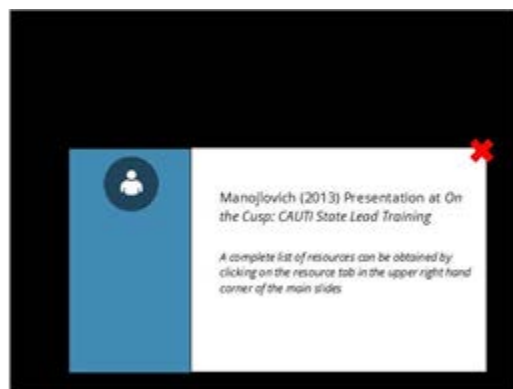 Manojlovich (2013) Presentation at On
the Cusp: CAUTI State Lead Training
A complete list of resources can be obtained by
clicking on the resource tab in the upper right hand
corner of the main slides